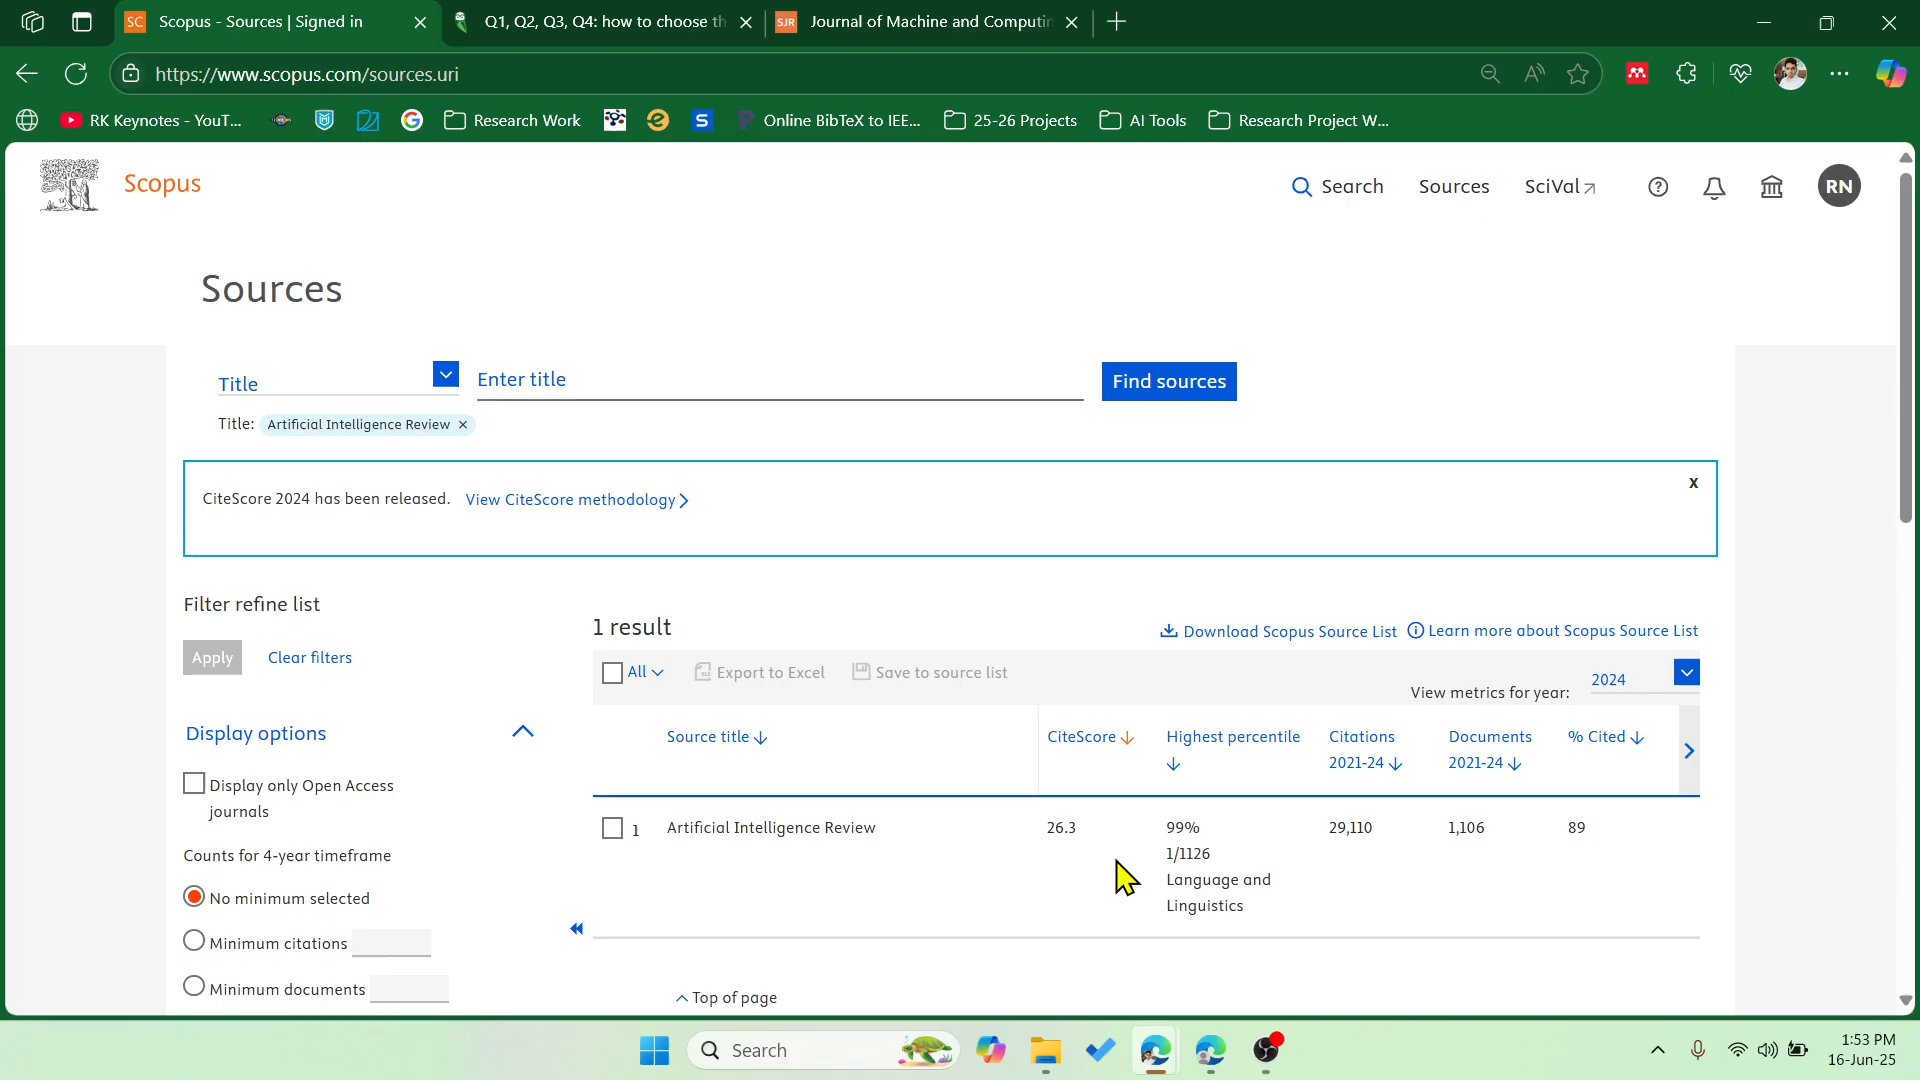 Scopus - Sources | Signed in
Q1, Q2, Q3, Q4: how to choose th
SJR
Journal of Machine and Computin
https://www.scopus.com/sources.uri
RK Keynotes - YouT...
Research Work
Online BibTeX to IEE...
25-26 Projects
AI Tools
Research Project W...
Scopus
Search
Sources
SciVal
RN
Sources
Title
Enter title
Find sources
Title: Artificial Intelligence Review ×
CiteScore 2024 has been released. View CiteScore methodology
x
Filter refine list
Apply
Clear filters
1 result
Download Scopus Source List
Learn more about Scopus Source List
All
Export to Excel
Save to source list
View metrics for year:
2024
Display options
Display only Open Access
journals
Counts for 4-year timeframe
No minimum selected
Minimum citations
Minimum documents
Source title
CiteScore
Highest percentile
Citations
2021-24
Documents
2021-24
% Cited
1
Artificial Intelligence Review
26.3
99%
1/1126
Language and
Linguistics
29,110
1,106
89
Top of page
Search
1:53 PM
16-Jun-25